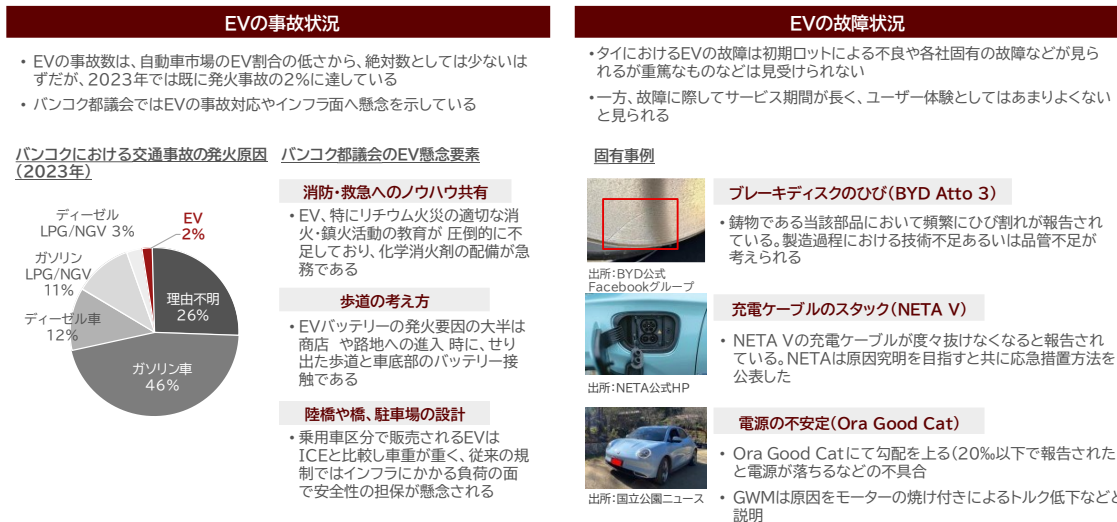 EVの事故状況
• EVの事故数は、自動車市場のEV割合の低さから、絶対数としては少ないは
ずだが、2023年では既に発火事故の2%に達している
• バンコク都議会ではEVの事故対応やインフラ面へ懸念を示している
バンコクにおける交通事故の発火原因
(2023年)
ディーゼル
LPG/NGV 3%
EV
2%
ガソリン
LPG/NGV
11%
ディーゼル車
12%
理由不明
26%
ガソリン車
46%
バンコク都議会のEV懸念要素
消防・救急へのノウハウ共有
• EV、特にリチウム火災の適切な消
火・鎮火活動の教育が 圧倒的に不
足しており、化学消火剤の配備が急
務である
歩道の考え方
• EVバッテリーの発火要因の大半は
商店 や路地への進入 時に、せり
出た歩道と車底部のバッテリー接
触である
陸橋や橋、駐車場の設計
• 乗用車区分で販売されるEVは
ICEと比較し車重が重く、従来の規
制ではインフラにかかる負荷の面
で安全性の担保が懸念される
EVの故障状況
•タイにおけるEVの故障は初期ロットによる不良や各社固有の故障などが見ら
れるが重篤なものなどは見受けられない
•一方、故障に際してサービス期間が長く、ユーザー体験としてはあまりよくない
と見られる
固有事例
出所:BYD公式
Facebookグループ
ブレーキディスクのひび(BYD Atto 3)
• 鋳物である当該部品において頻繁にひび割れが報告され
ている。製造過程における技術不足あるいは品管不足が
考えられる
出所:NETA公式HP
充電ケーブルのスタック(NETA V)
• NETA Vの充電ケーブルが度々抜けなくなると報告され
ている。NETAは原因究明を目指すと共に応急措置方法を
公表した
出所:国立公園ニュース
電源の不安定(Ora Good Cat)
• Ora Good Catにて勾配を上る(20%以下で報告された
と電源が落ちるなどの不具合
• GWMは原因をモーターの焼け付きによるトルク低下などと
説明